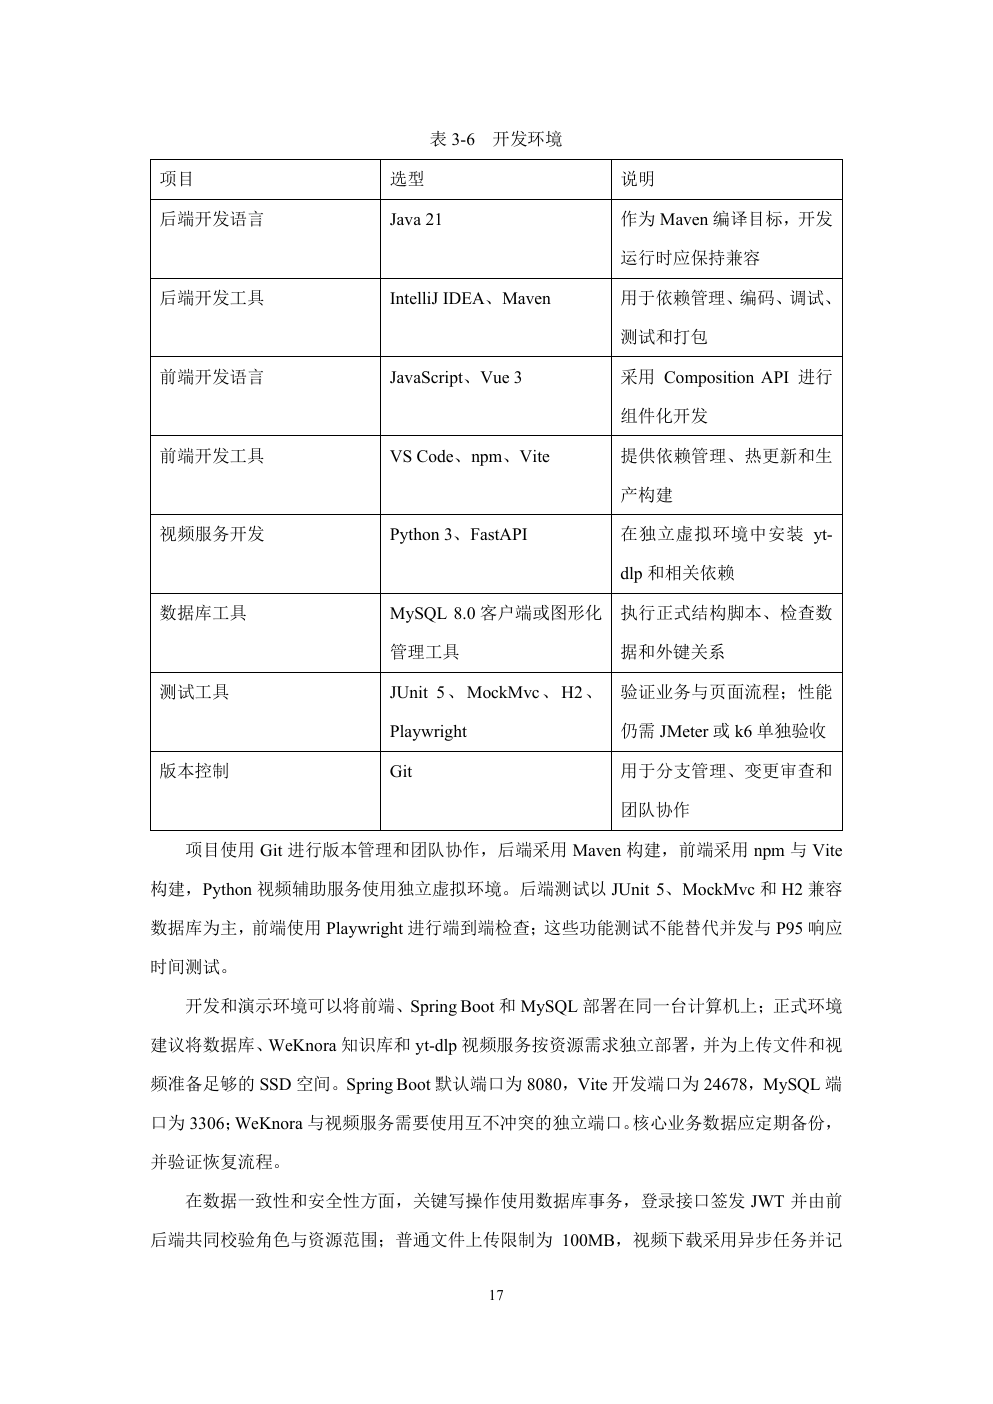 表 3-6　开发环境
项目
选型
说明
后端开发语言
Java 21
作为 Maven 编译目标，开发
运行时应保持兼容
后端开发工具
IntelliJ IDEA、Maven
用于依赖管理、编码、调试、
测试和打包
前端开发语言
JavaScript、Vue 3
采用 Composition API 进行
组件化开发
前端开发工具
VS Code、npm、Vite
提供依赖管理、热更新和生
产构建
视频服务开发
Python 3、FastAPI
在独立虚拟环境中安装 yt-
dlp 和相关依赖
数据库工具
MySQL 8.0 客户端或图形化
管理工具
执行正式结构脚本、检查数
据和外键关系
测试工具
JUnit 5、MockMvc、H2、
Playwright
验证业务与页面流程；性能
仍需 JMeter 或 k6 单独验收
版本控制
Git
用于分支管理、变更审查和
团队协作
项目使用 Git 进行版本管理和团队协作，后端采用 Maven 构建，前端采用 npm 与 Vite
构建，Python 视频辅助服务使用独立虚拟环境。后端测试以 JUnit 5、MockMvc 和 H2 兼容
数据库为主，前端使用 Playwright 进行端到端检查；这些功能测试不能替代并发与 P95 响应
时间测试。
开发和演示环境可以将前端、Spring Boot 和 MySQL 部署在同一台计算机上；正式环境
建议将数据库、WeKnora 知识库和 yt-dlp 视频服务按资源需求独立部署，并为上传文件和视
频准备足够的 SSD 空间。Spring Boot 默认端口为 8080，Vite 开发端口为 24678，MySQL 端
口为 3306；WeKnora 与视频服务需要使用互不冲突的独立端口。核心业务数据应定期备份，
并验证恢复流程。
在数据一致性和安全性方面，关键写操作使用数据库事务，登录接口签发 JWT 并由前
后端共同校验角色与资源范围；普通文件上传限制为 100MB，视频下载采用异步任务并记
17